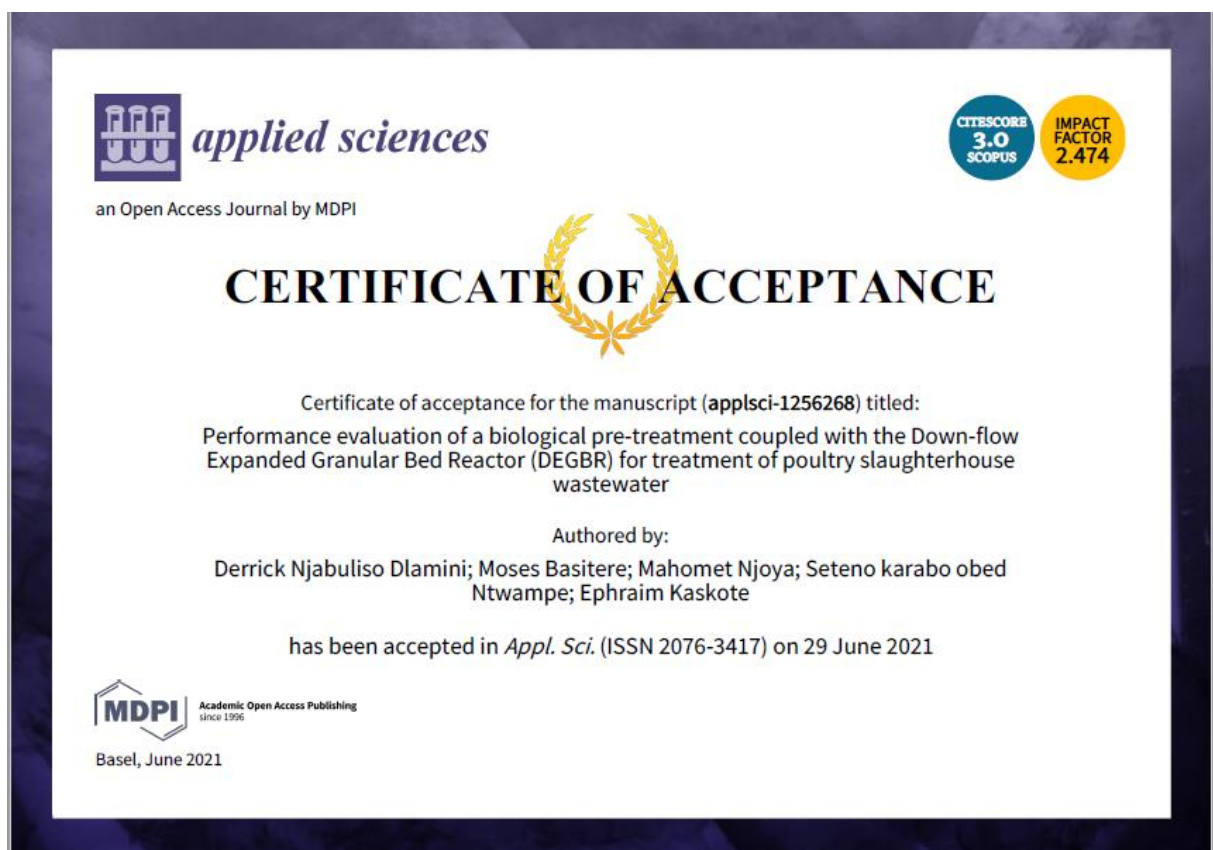 applied sciences
CITESCORE
3.0
SCOPUS
IMPACT
FACTOR
2.474
an Open Access Journal by MDPI
CERTIFICATE OF ACCEPTANCE
Certificate of acceptance for the manuscript (applsci-1256268) titled:
Performance evaluation of a biological pre-treatment coupled with the Down-flow
Expanded Granular Bed Reactor (DEGBR) for treatment of poultry slaughterhouse
wastewater
Authored by:
Derrick Njabuliso Dlamini; Moses Basitere; Mahomet Njoya; Seteno karabo obed
Ntwampe; Ephraim Kaskote
has been accepted in Appl. Sci. (ISSN 2076-3417) on 29 June 2021
MDPI
Academic Open Access Publishing
since 1996
Basel, June 2021